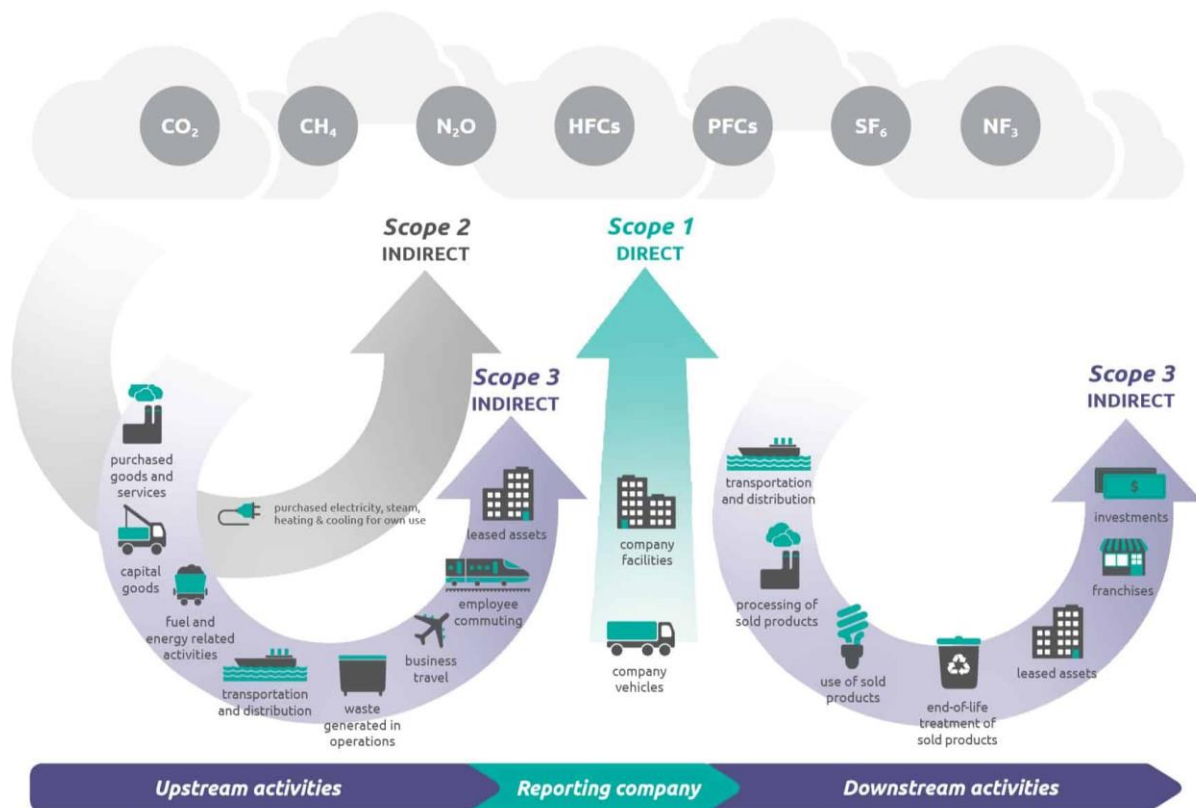 CO₂
CH₄
N₂O
HFCs
PFCs
SF₆
NF₃
Scope 2
INDIRECT
Scope 1
DIRECT
Scope 3
INDIRECT
Scope 3
INDIRECT
purchased
goods and
services
capital
goods
fuel and
energy related
activities
transportation
and distribution
waste
generated in
operations
business
travel
employee
commuting
leased assets
purchased electricity, steam,
heating & cooling for own use
company
facilities
company
vehicles
transportation
and distribution
processing of
sold products
use of sold
products
end-of-life
treatment of
sold products
leased assets
franchises
$
investments
Upstream activities
Reporting company
Downstream activities